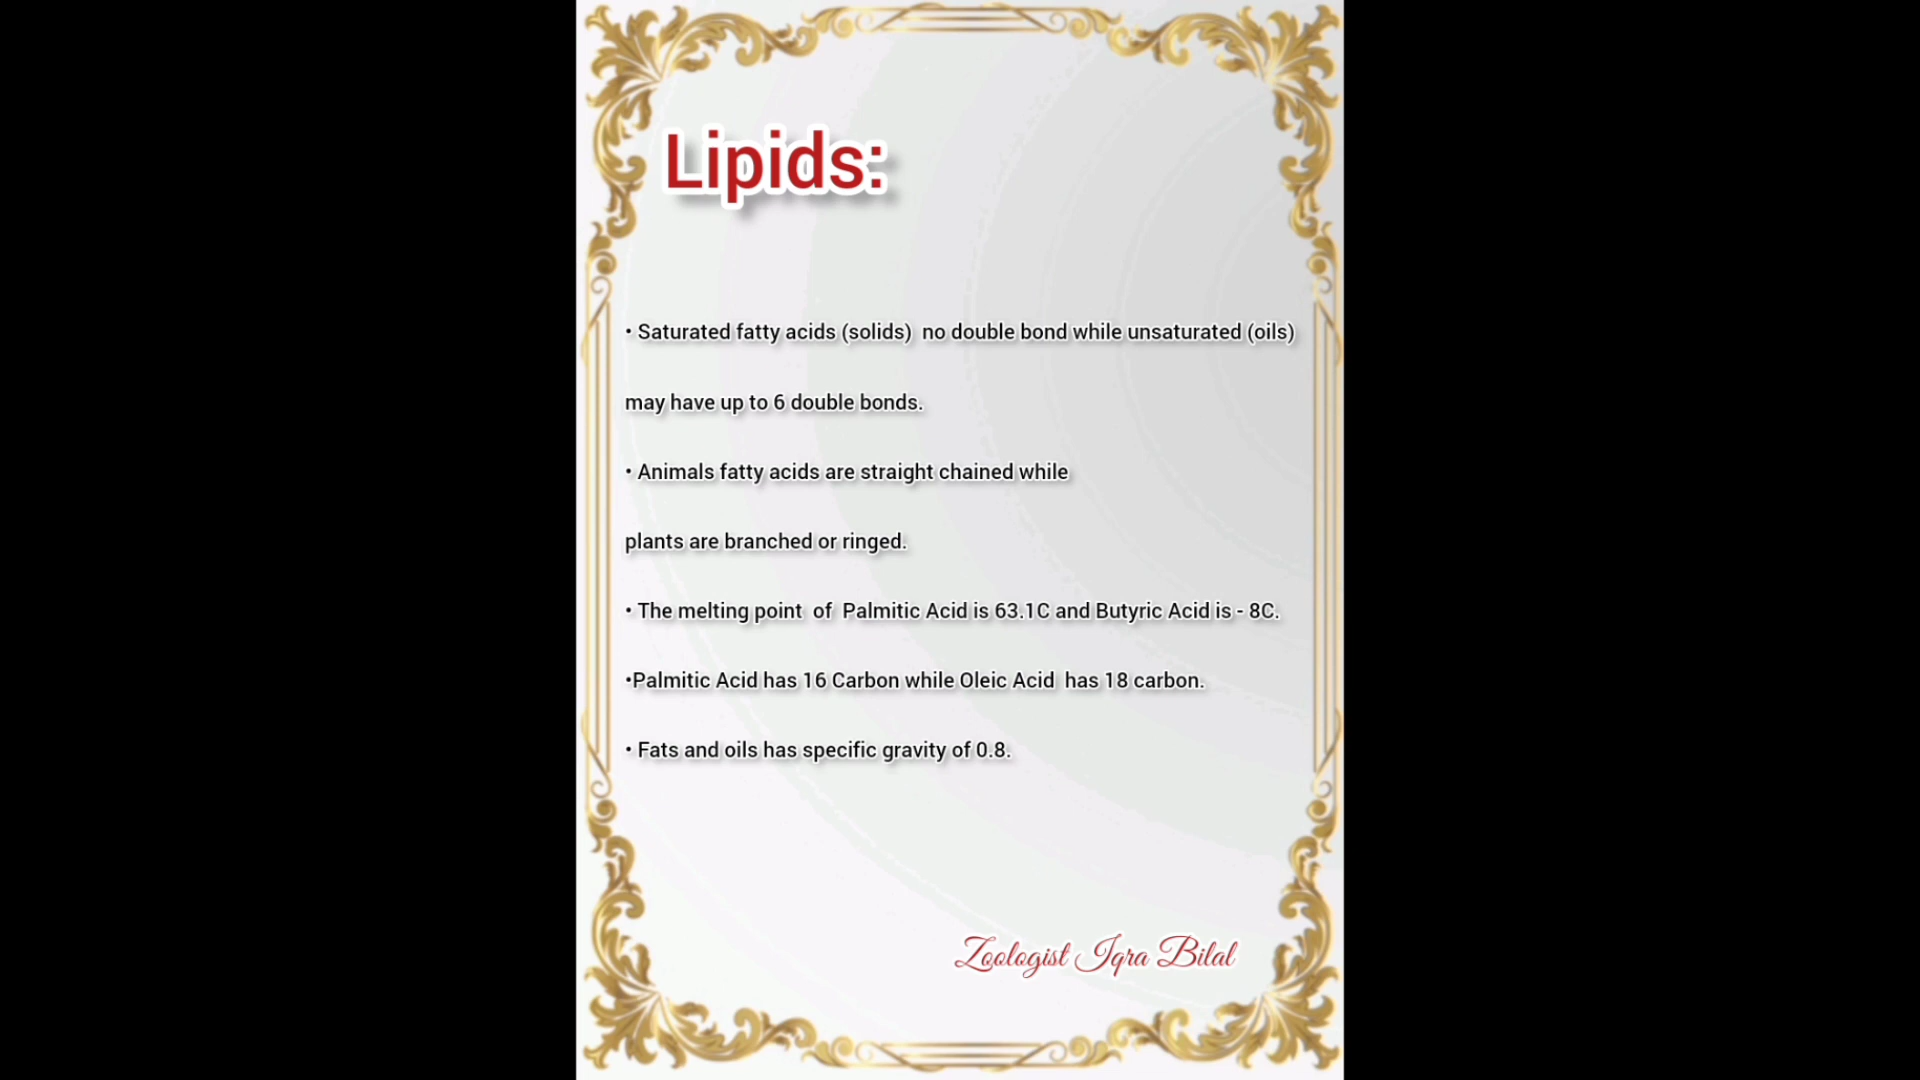 Lipids:
• Saturated fatty acids (solids) no double bond while unsaturated (oils)
may have up to 6 double bonds.
• Animals fatty acids are straight chained while
plants are branched or ringed.
• The melting point of Palmitic Acid is 63.1C and Butyric Acid is - 8C.
•Palmitic Acid has 16 Carbon while Oleic Acid has 18 carbon.
• Fats and oils has specific gravity of 0.8.
Zoologist Iqra Bilal